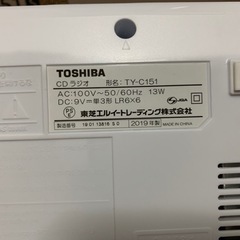 TOSHIBA
CDラジオ 形名:TY-C151
AC:100V~50/60Hz 13W
DC:9V⎓単3形 LR6×6
PS E JQA
東芝エルイートレーディング株式会社
製造番号 2019年製
MADE IN CHINA